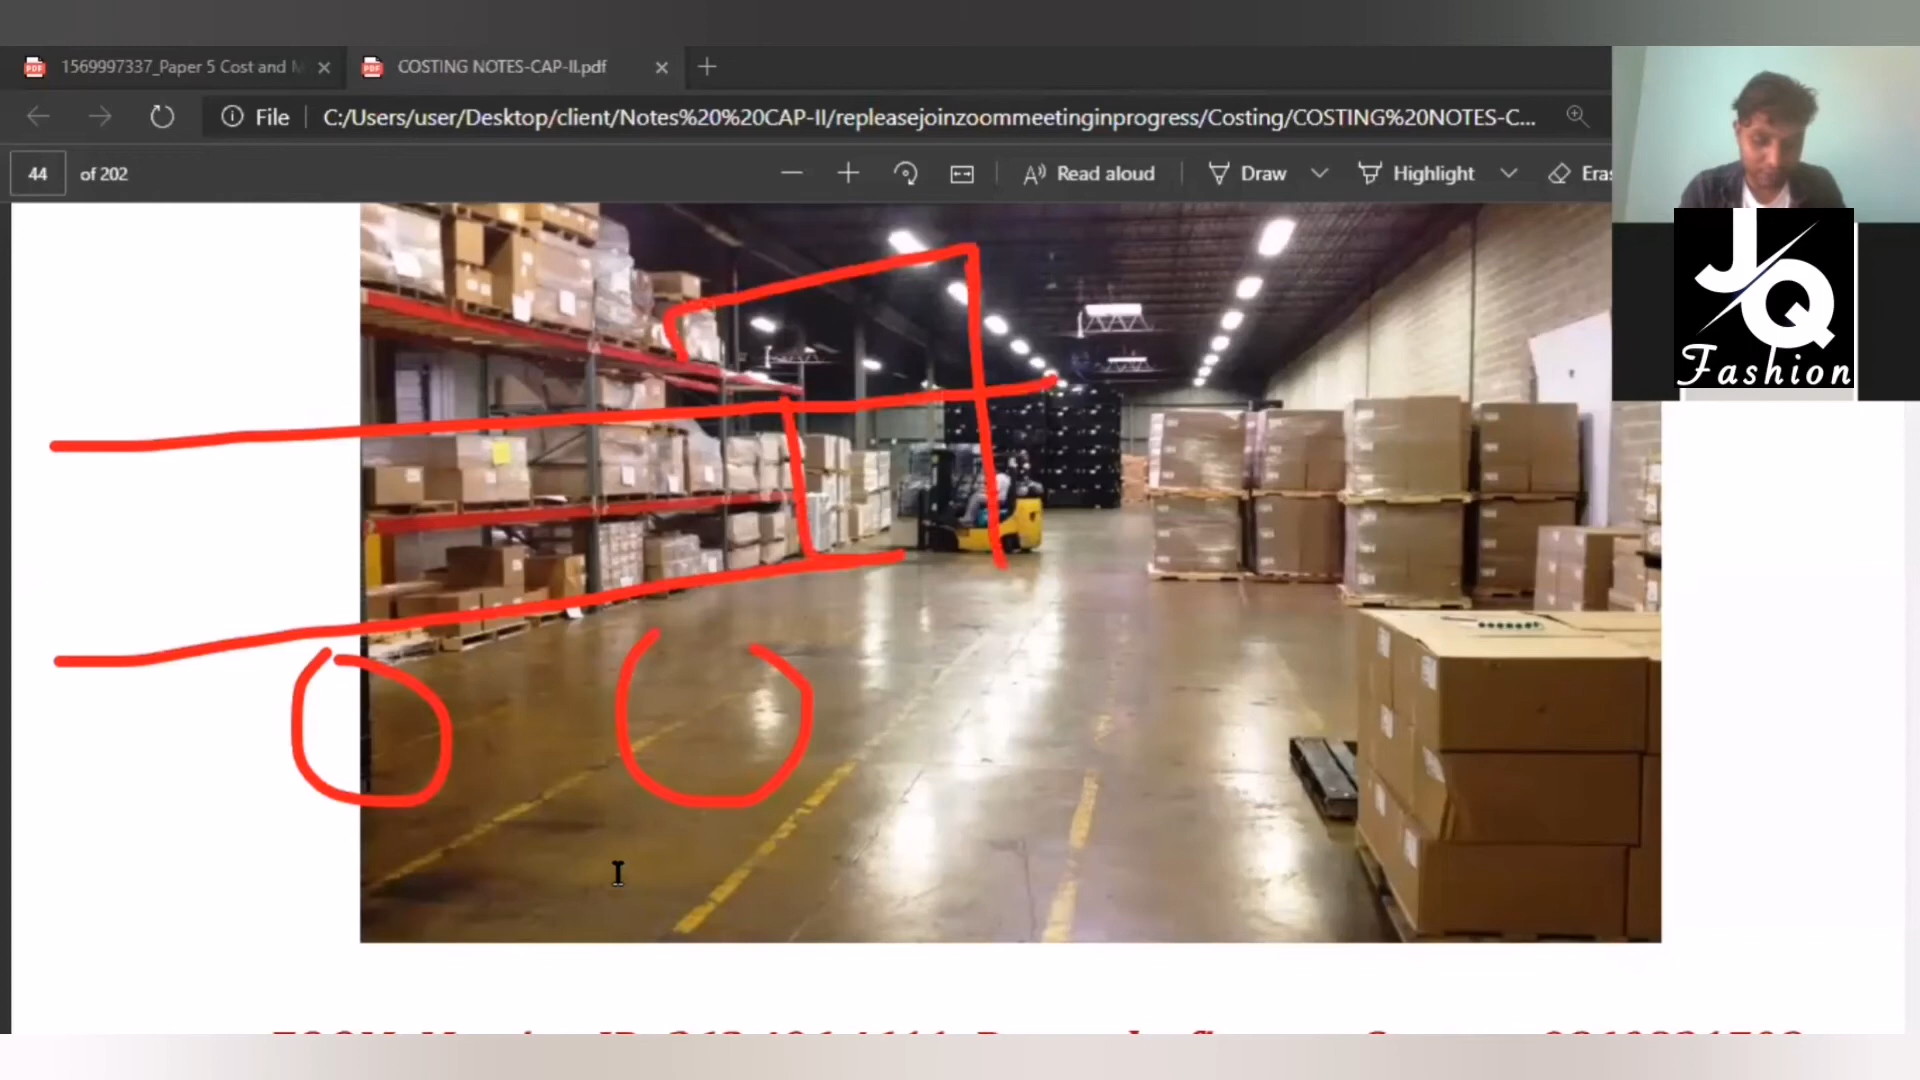 1569997337_Paper 5 Cost and M
COSTING NOTES-CAP-II.pdf
File
C:/Users/user/Desktop/client/Notes%20%20CAP-II/repleasejoinzoommeetinginprogress/Costing/COSTING%20NOTES-C...
44
of 202
Read aloud
Draw
Highlight
Eras
JQ
Fashion